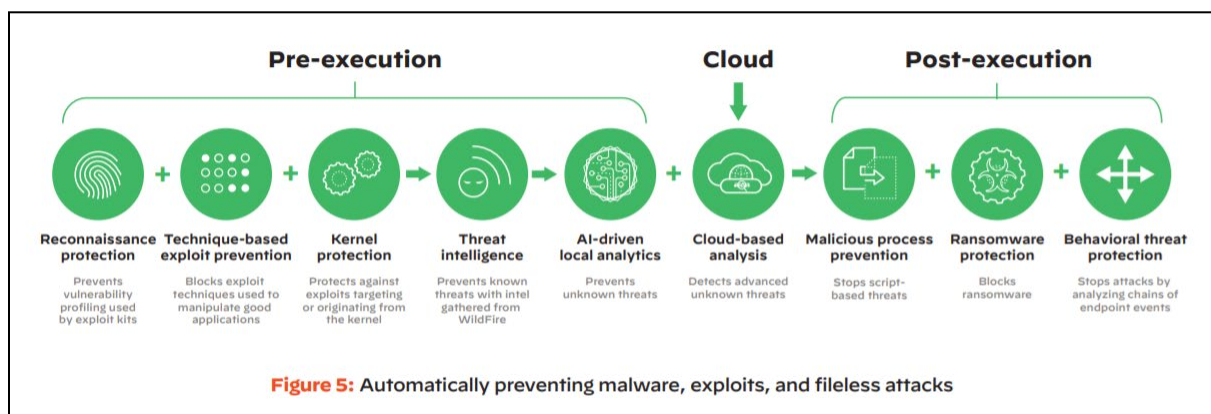 Pre-execution
Cloud
Post-execution
Reconnaissance
protection
Prevents
vulnerability
profiling used
by exploit kits
Technique-based
exploit prevention
Blocks exploit
techniques used to
manipulate good
applications
Kernel
protection
Protects against
exploits targeting
or originating from
the kernel
Threat
intelligence
Prevents known
threats with intel
gathered from
WildFire
AI-driven
local analytics
Prevents
unknown threats
Cloud-based
analysis
Detects advanced
unknown threats
Malicious process
prevention
Stops script-
based threats
Ransomware
protection
Blocks
ransomware
Behavioral threat
protection
Stops attacks by
analyzing chains of
endpoint events
Figure 5: Automatically preventing malware, exploits, and fileless attacks